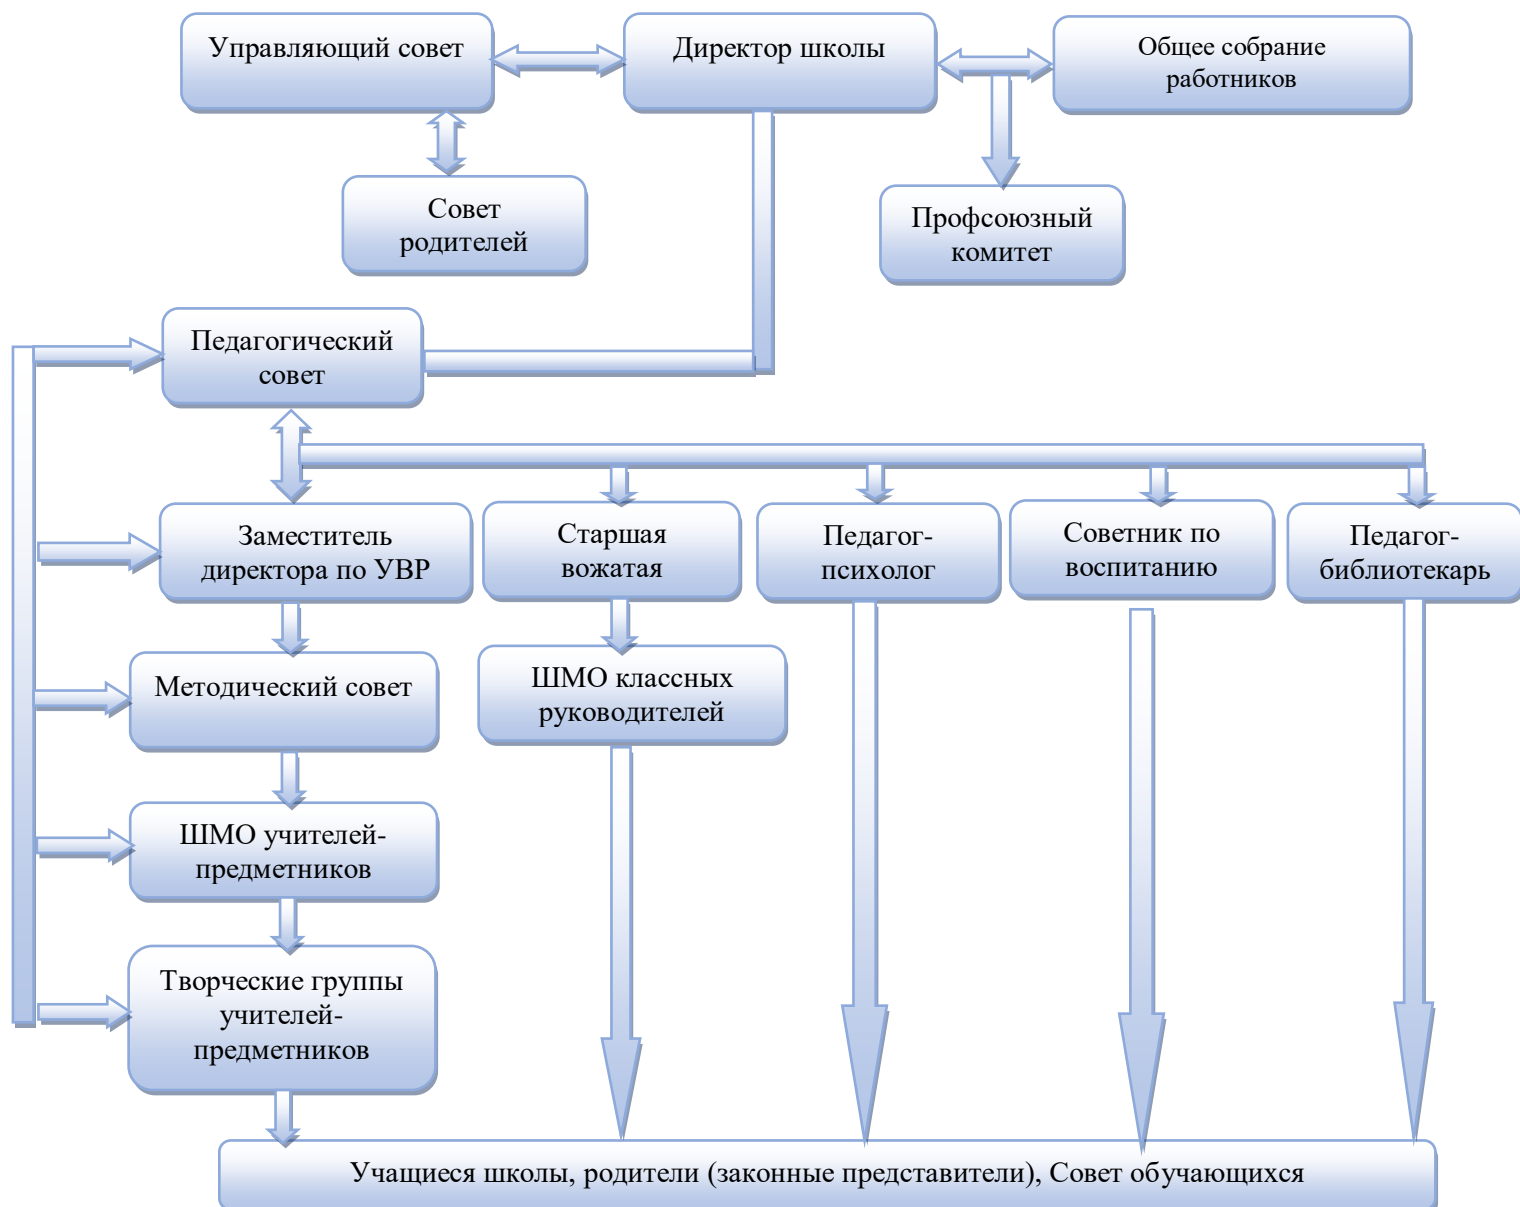 Управляющий совет
Директор школы
Общее собрание
работников
Совет
родителей
Профсоюзный
комитет
Педагогический
совет
Заместитель
директора по УВР
Старшая
вожатая
Педагог-
психолог
Советник по
воспитанию
Педагог-
библиотекарь
Методический совет
ШМО классных
руководителей
ШМО учителей-
предметников
Творческие группы
учителей-
предметников
Учащиеся школы, родители (законные представители), Совет обучающихся